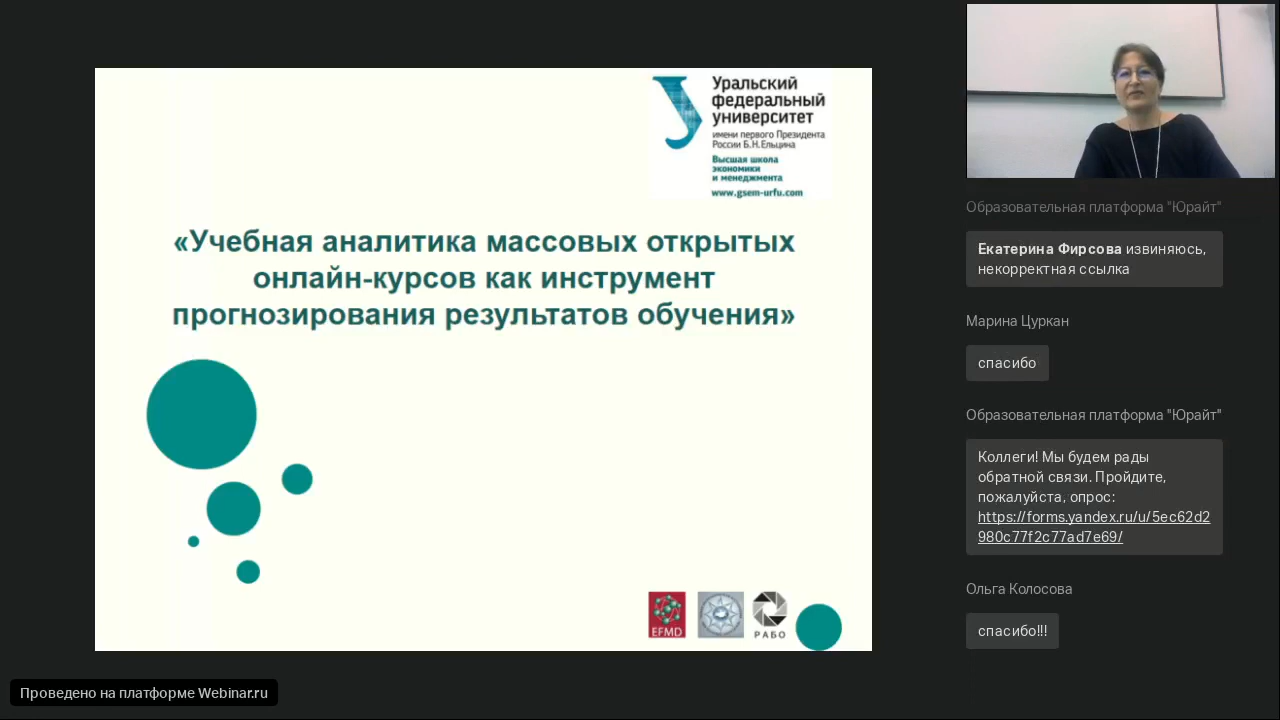 Уральский
федеральный
университет
имени первого Президента
России Б.Н.Ельцина
Высшая школа
экономики
и менеджмента
www.gsem-urfu.com
«Учебная аналитика массовых открытых
онлайн-курсов как инструмент
прогнозирования результатов обучения»
EFMD
РАБО
Образовательная платформа "Юрайт"
Екатерина Фирсова извиняюсь,
некорректная ссылка
Марина Цуркан
спасибо
Образовательная платформа "Юрайт"
Коллеги! Мы будем рады
обратной связи. Пройдите,
пожалуйста, опрос:
https://forms.yandex.ru/u/5ec62d2
980c77f2c77ad7e69/
Ольга Колосова
спасибо!!!
Проведено на платформе Webinar.ru